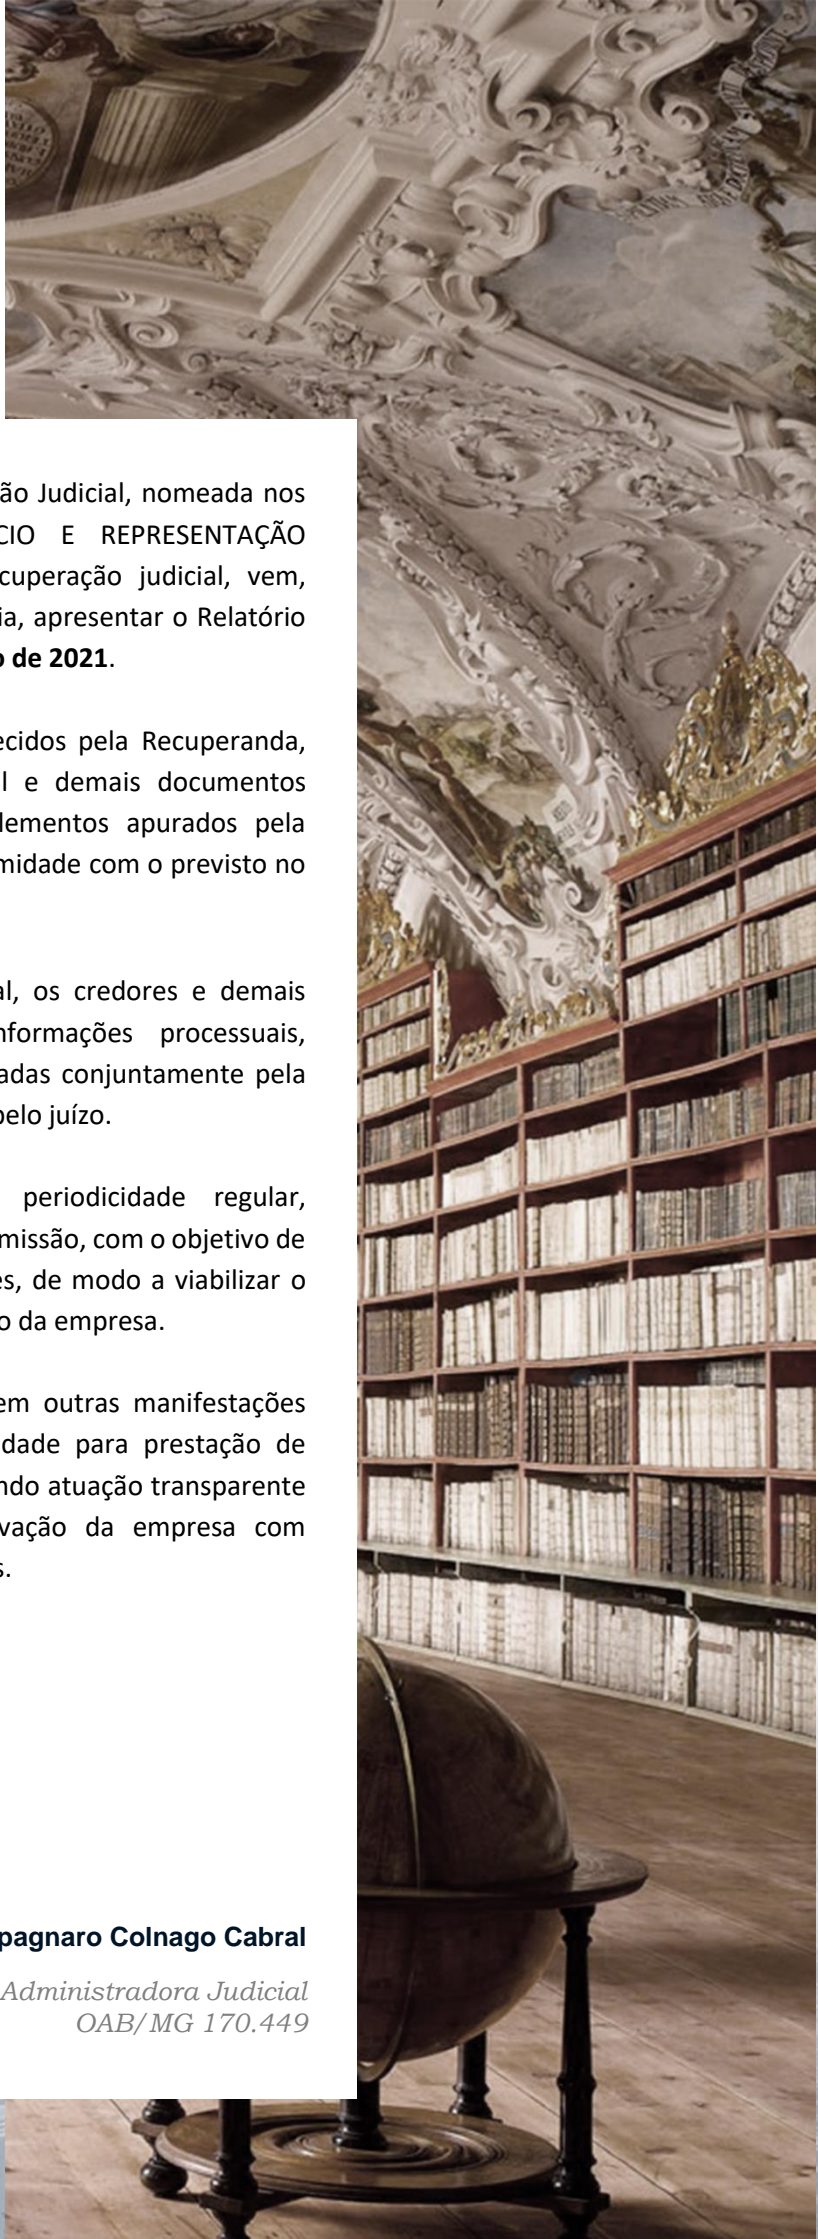 ão Judicial, nomeada nos
CIO E REPRESENTAÇÃO
cuperação judicial, vem,
ia, apresentar o Relatório
o de 2021.
ecidos pela Recuperanda,
l e demais documentos
lementos apurados pela
midade com o previsto no
al, os credores e demais
nformações processuais,
adas conjuntamente pela
pelo juízo.
periodicidade regular,
missão, com o objetivo de
es, de modo a viabilizar o
o da empresa.
em outras manifestações
dade para prestação de
ndo atuação transparente
vação da empresa com
s.
pagnaro Colnago Cabral
Administradora Judicial
OAB/MG 170.449